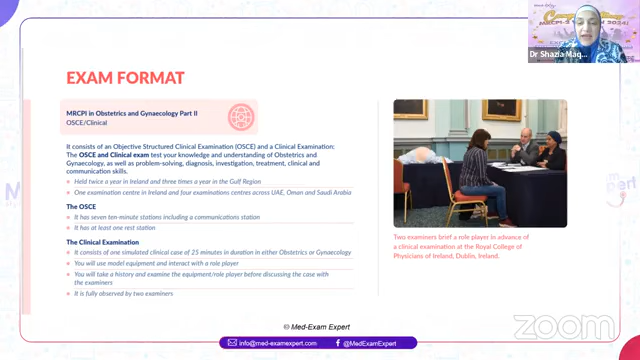 EXAM FORMAT
MRCPI in Obstetrics and Gynaecology Part II
OSCE/Clinical
It consists of an Objective Structured Clinical Examination (OSCE) and a Clinical Examination:
The OSCE and Clinical exam test your knowledge and understanding of Obstetrics and
Gynaecology, as well as problem-solving, diagnosis, investigation, treatment, clinical and
communication skills.
Held twice a year in Ireland and three times a year in the Gulf Region
One examination centre in Ireland and four examinations centres across UAE, Oman and Saudi Arabia
The OSCE
It has seven ten-minute stations including a communications station
It has at least one rest station
The Clinical Examination
It consists of one simulated clinical case of 25 minutes in duration in either Obstetrics or Gynaecology
You will use model equipment and interact with a role player
You will take a history and examine the equipment/role player before discussing the case with
the examiners
It is fully observed by two examiners
Two examiners brief a role player in advance of
a clinical examination at the Royal College of
Physicians of Ireland, Dublin, Ireland.
Dr Shazia Maq...
© Med-Exam Expert
info@med-examexpert.com
@MedExamExpert
zoom